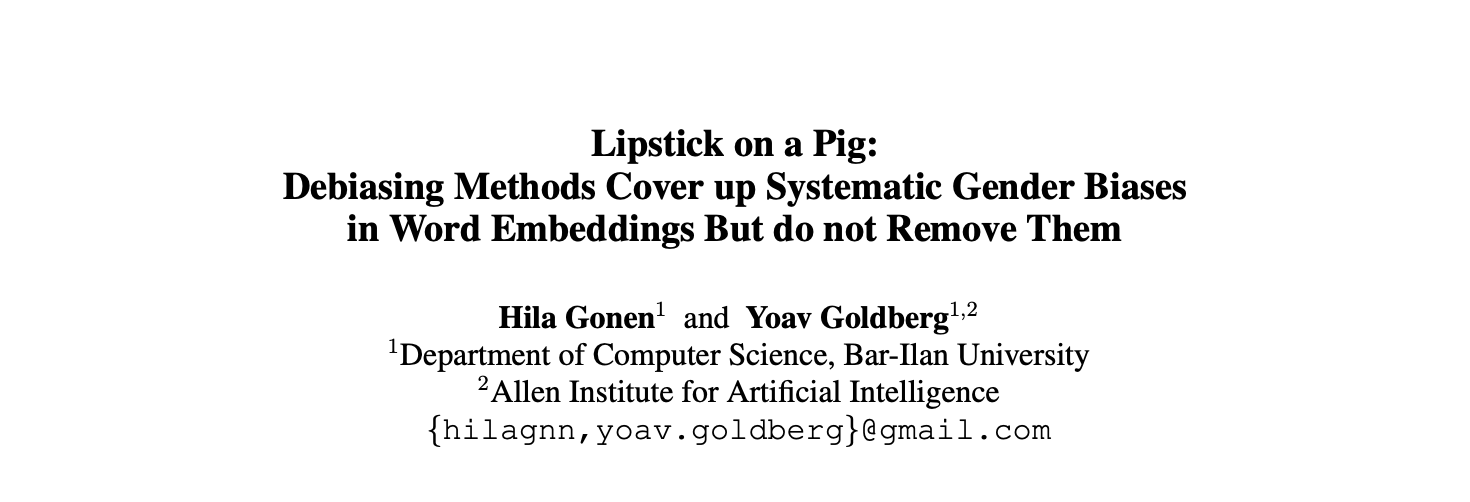 Lipstick on a Pig:
Debiasing Methods Cover up Systematic Gender Biases
in Word Embeddings But do not Remove Them
Hila Gonen¹ and Yoav Goldberg¹,²
¹Department of Computer Science, Bar-Ilan University
²Allen Institute for Artificial Intelligence
{hilagnn,yoav.goldberg}@gmail.com